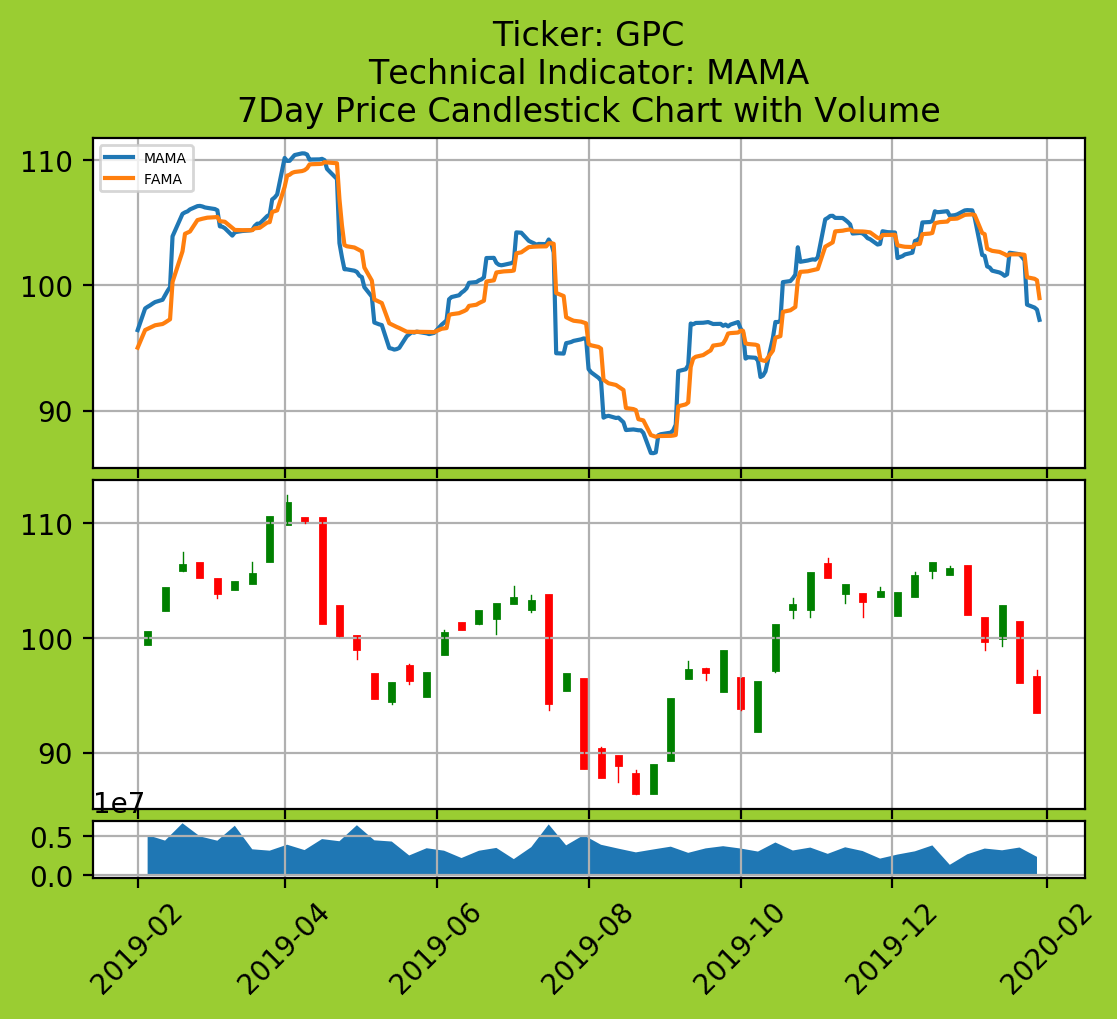 Ticker: GPC
Technical Indicator: MAMA
7Day Price Candlestick Chart with Volume
MAMA
FAMA
110
100
90
110
100
90
1e7
0.5
0.0
2019-02
2019-04
2019-06
2019-08
2019-10
2019-12
2020-02